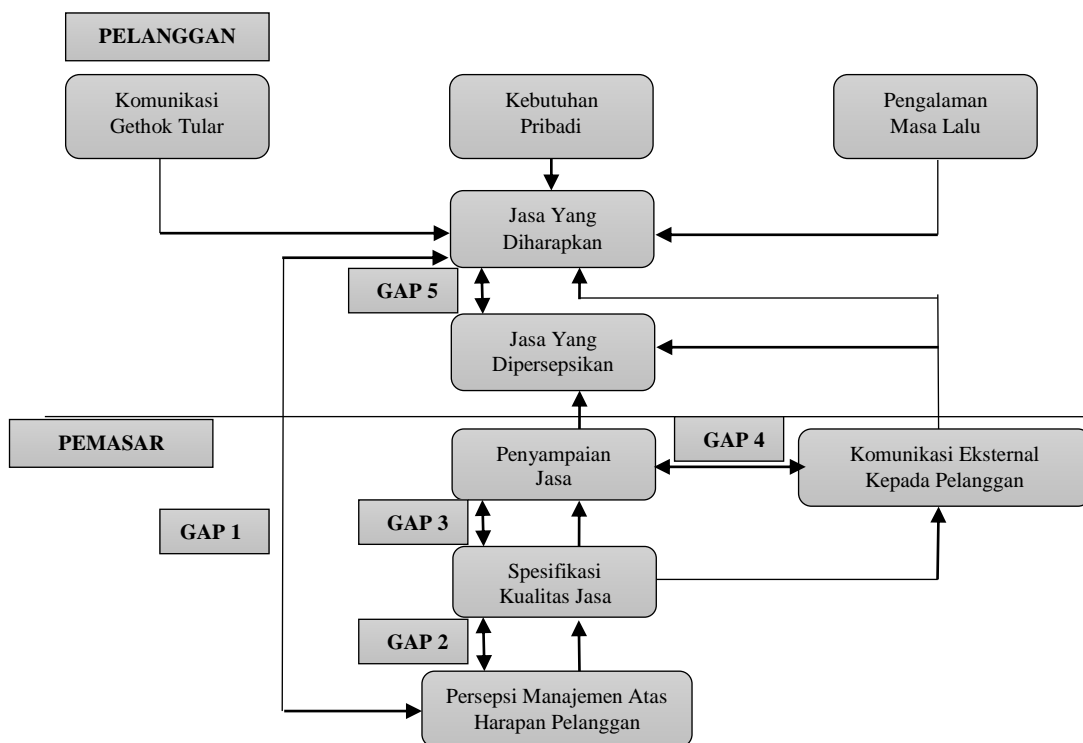 PELANGGAN
Komunikasi
Gethok Tular
Kebutuhan
Pribadi
Pengalaman
Masa Lalu
Jasa Yang
Diharapkan
GAP 5
Jasa Yang
Dipersepsikan
PEMASAR
GAP 4
Penyampaian
Jasa
Komunikasi Eksternal
Kepada Pelanggan
GAP 1
GAP 3
Spesifikasi
Kualitas Jasa
GAP 2
Persepsi Manajemen Atas
Harapan Pelanggan